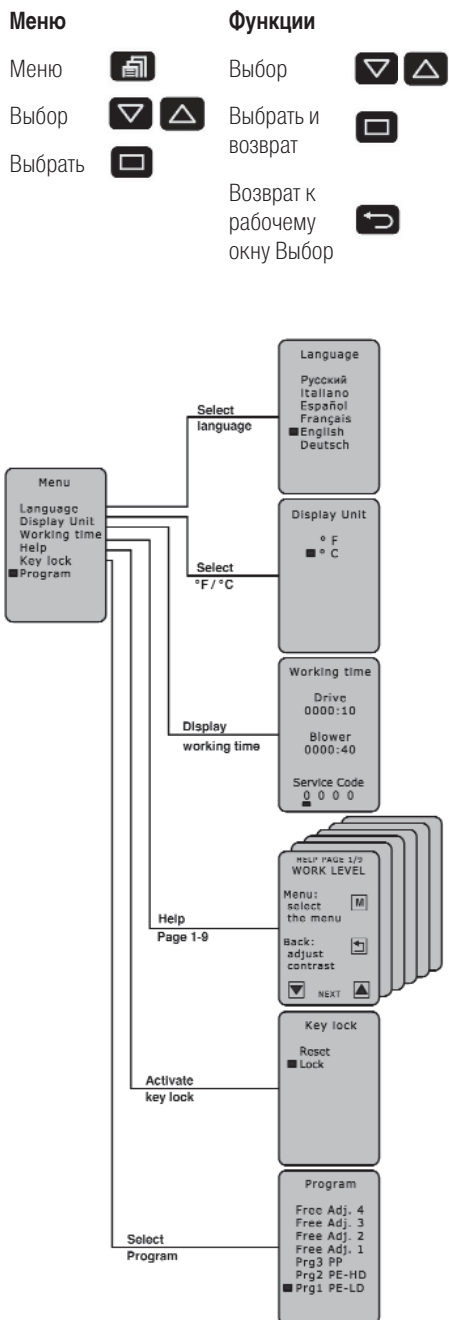 Меню
Меню
Выбор
Выбрать
Функции
Выбор
Выбрать и
возврат
Возврат к
рабочему
окну Выбор
Menu
Language
Display Unit
Working time
Help
Key lock
Program
Select
language
Language
Русский
Italiano
Español
Français
English
Deutsch
Select
°F / °C
Display Unit
° F
° C
Display
working time
Working time
Drive
0000:10
Blower
0000:40
Service Code
0 0 0 0
Help
Page 1-9
HELP PAGE 1/9
WORK LEVEL
Menu:
select
the menu
M
Back:
adjust
contrast
NEXT
Activate
key lock
Key lock
Reset
Lock
Select
Program
Program
Free Adj. 4
Free Adj. 3
Free Adj. 2
Free Adj. 1
Prg3 PP
Prg2 PE-HD
Prg1 PE-LD